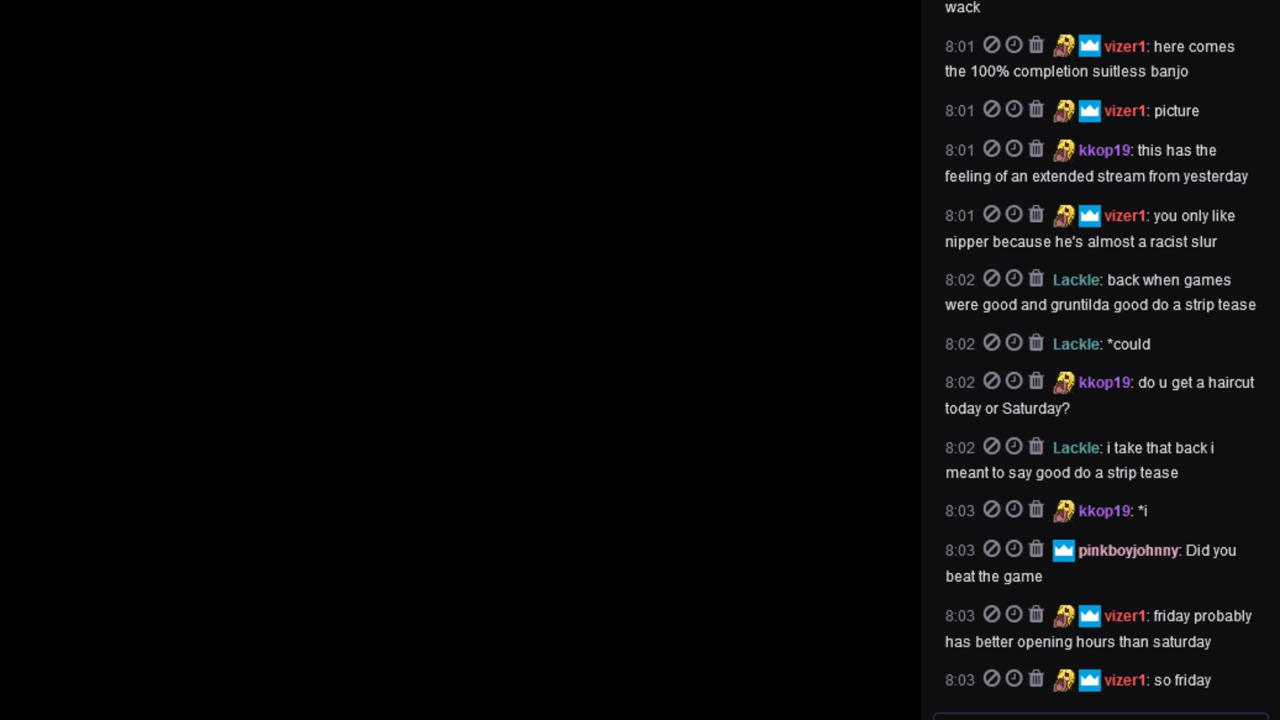 wack
8:01 vizer1: here comes
the 100% completion suitless banjo
8:01 vizer1: picture
8:01 kkop19: this has the
feeling of an extended stream from yesterday
8:01 vizer1: you only like
nipper because he's almost a racist slur
8:02 Lackle: back when games
were good and gruntilda good do a strip tease
8:02 Lackle: *could
8:02 kkop19: do u get a haircut
today or Saturday?
8:02 Lackle: i take that back i
meant to say good do a strip tease
8:03 kkop19: *i
8:03 pinkboyjohnny: Did you
beat the game
8:03 vizer1: friday probably
has better opening hours than saturday
8:03 vizer1: so friday